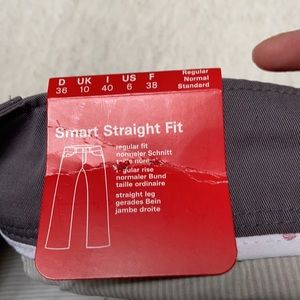 D UK I US F
36 10 40 6 38
Regular
Normal
Standard
Smart Straight Fit
regular fit
normaler Schnitt
regular rise
normaler Bund
taille ordinaire
straight leg
gerades Bein
jambe droite